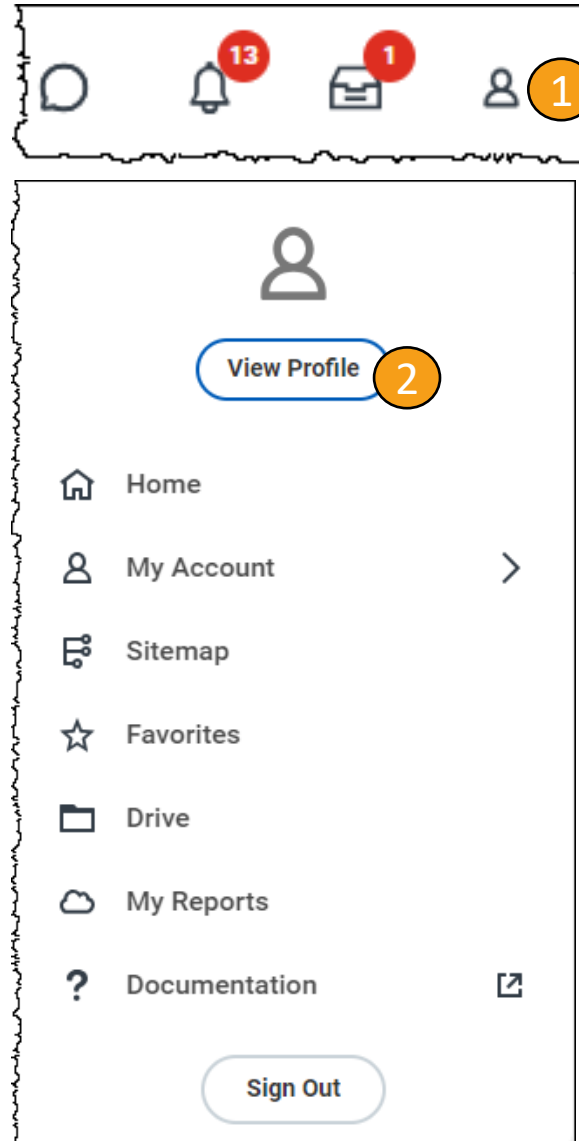 13
1
1
View Profile
2
Home
My Account
Sitemap
Favorites
Drive
My Reports
? Documentation
Sign Out